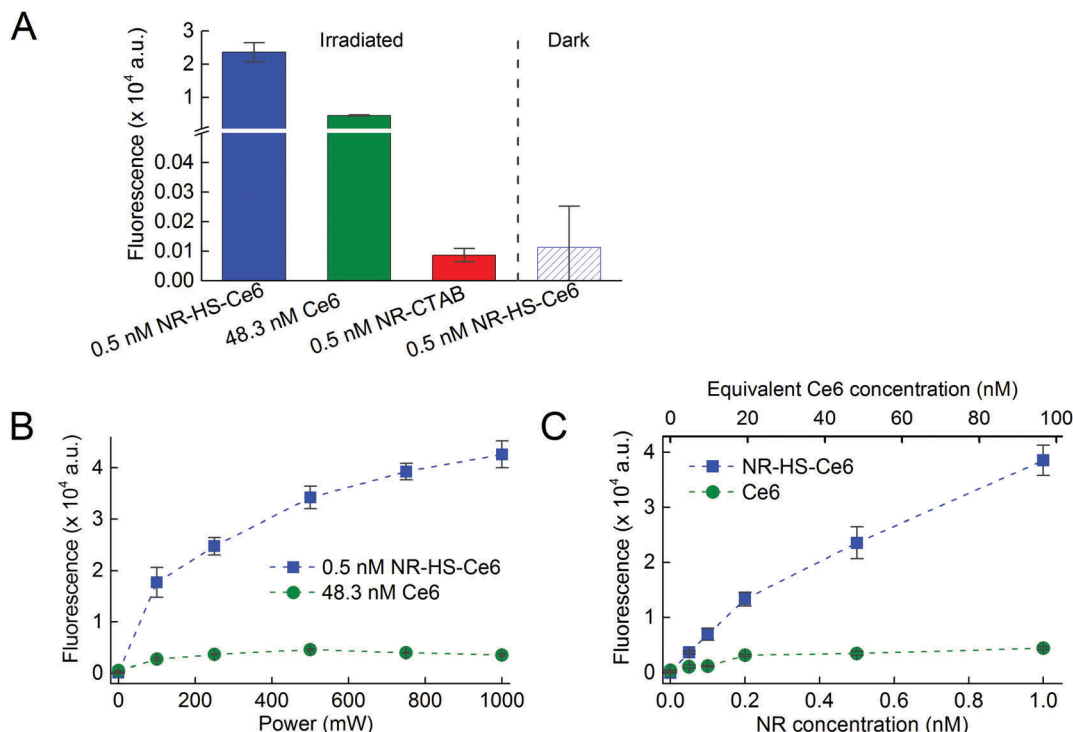 A
Irradiated
Dark
Fluorescence (x 10⁴ a.u.)
3
2
1
0.04
0.03
0.02
0.01
0.00
0.5 nM NR-HS-Ce6
48.3 nM Ce6
0.5 nM NR-CTAB
0.5 nM NR-HS-Ce6
B
Fluorescence (x 10⁴ a.u.)
4
3
2
1
0
0.5 nM NR-HS-Ce6
48.3 nM Ce6
0 200 400 600 800 1000
Power (mW)
C
Equivalent Ce6 concentration (nM)
0 20 40 60 80 100
Fluorescence (x 10⁴ a.u.)
4
3
2
1
0
NR-HS-Ce6
Ce6
0.0 0.2 0.4 0.6 0.8 1.0
NR concentration (nM)